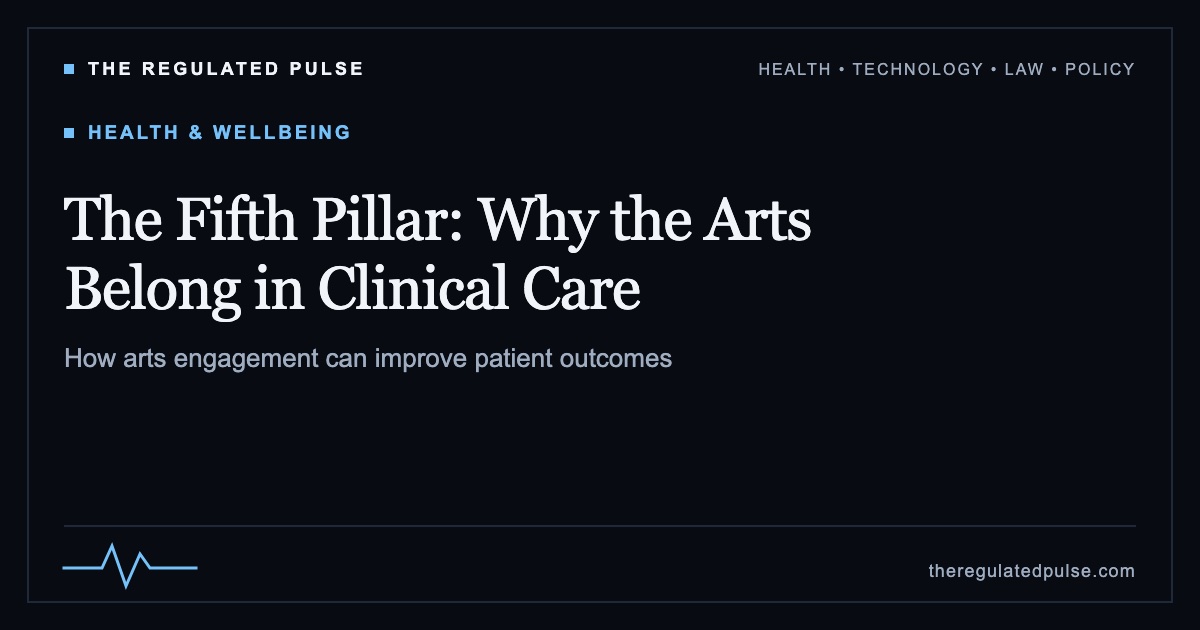 THE REGULATED PULSE
HEALTH • TECHNOLOGY • LAW • POLICY
HEALTH & WELLBEING
The Fifth Pillar: Why the Arts
Belong in Clinical Care
How arts engagement can improve patient outcomes
theregulatedpulse.com